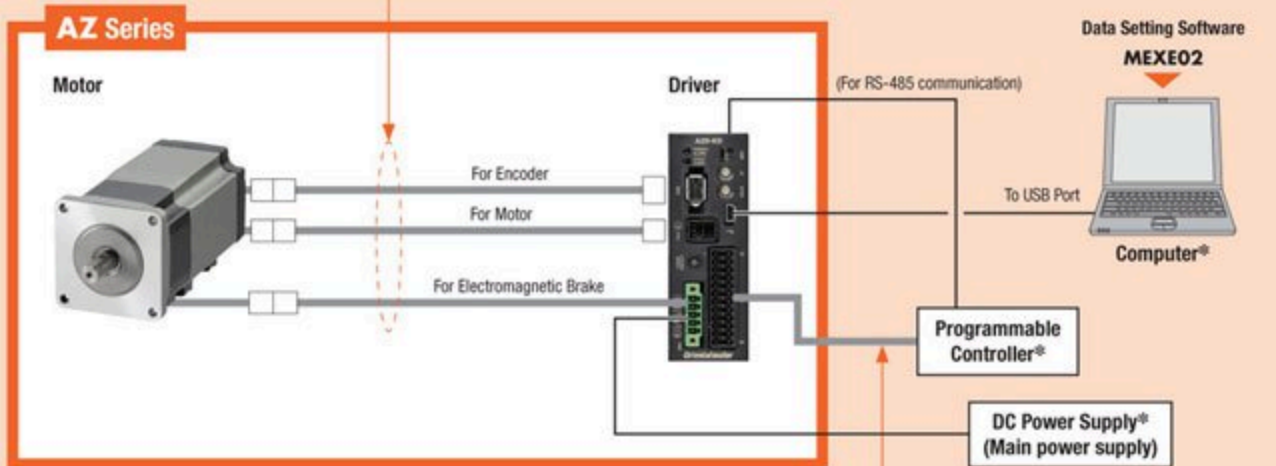 AZ Series
Data Setting Software
MEXE02
Motor
Driver
(For RS-485 communication)
For Encoder
For Motor
To USB Port
Computer*
For Electromagnetic Brake
Programmable
Controller*
DC Power Supply*
(Main power supply)